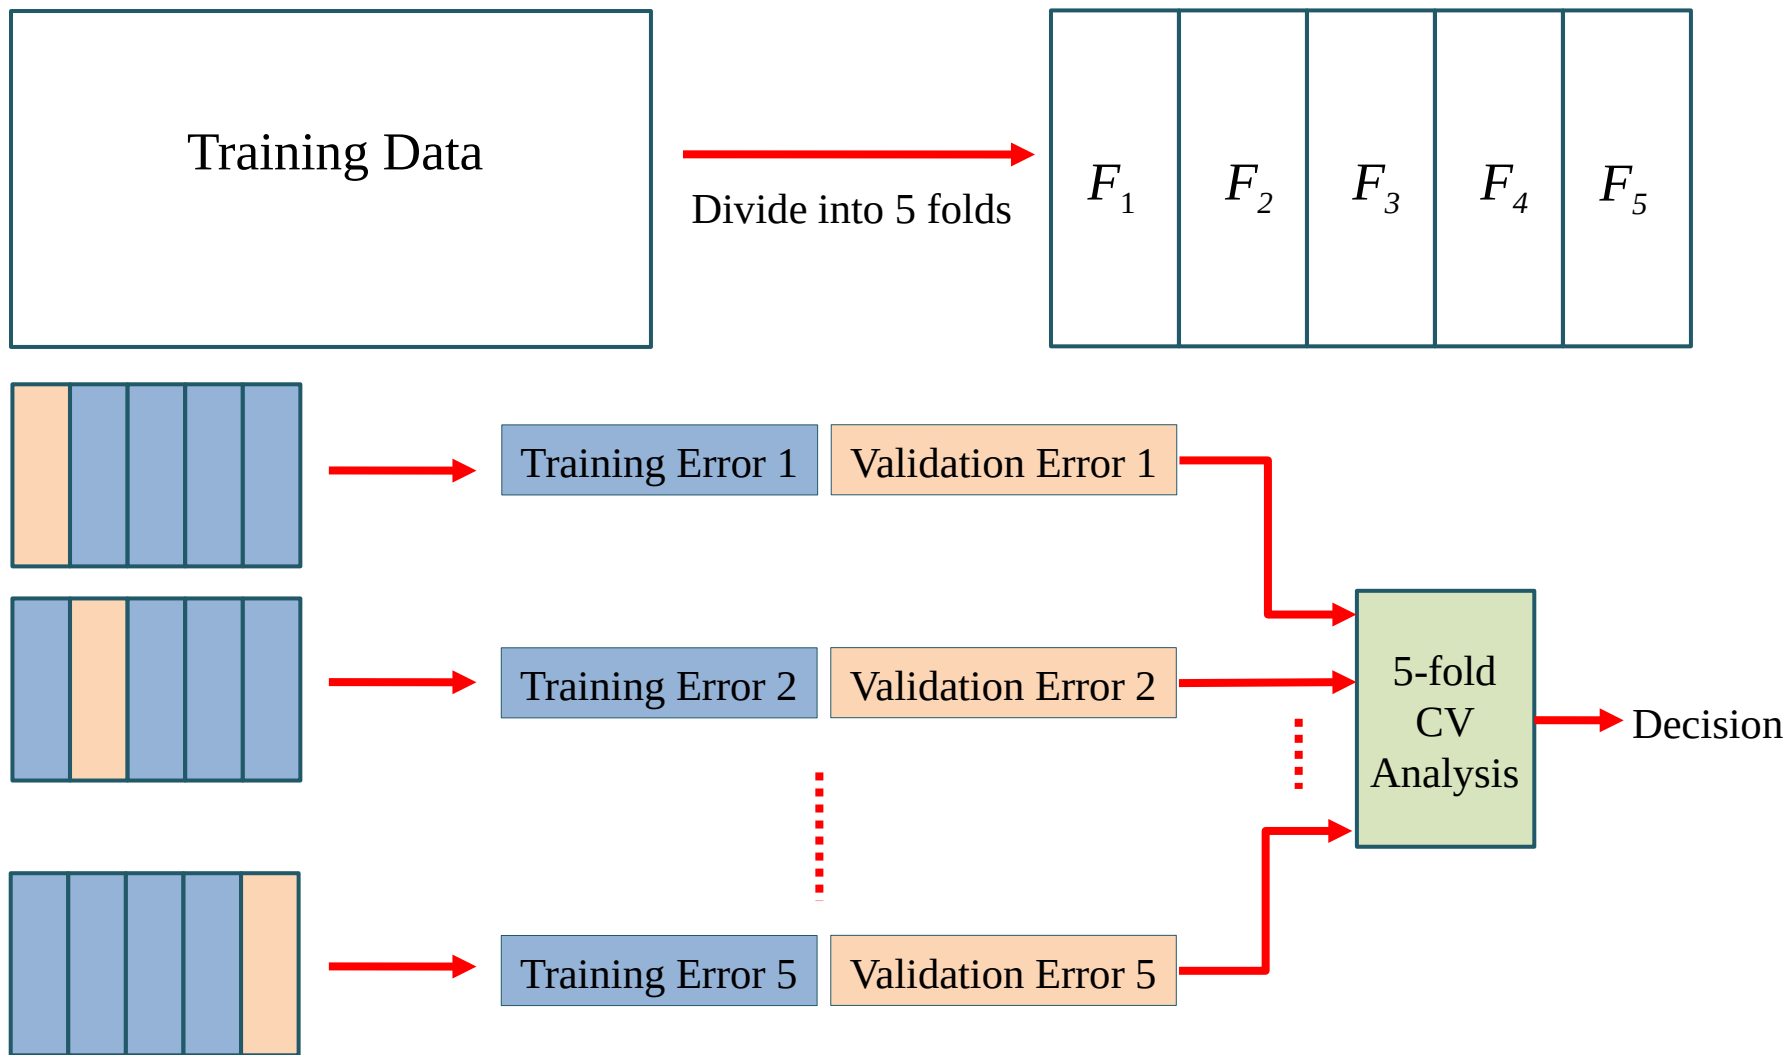 Training Data
Divide into 5 folds
F1
F2
F3
F4
F5
Training Error 1
Validation Error 1
Training Error 2
Validation Error 2
5-fold
CV
Analysis
Decision
Training Error 5
Validation Error 5